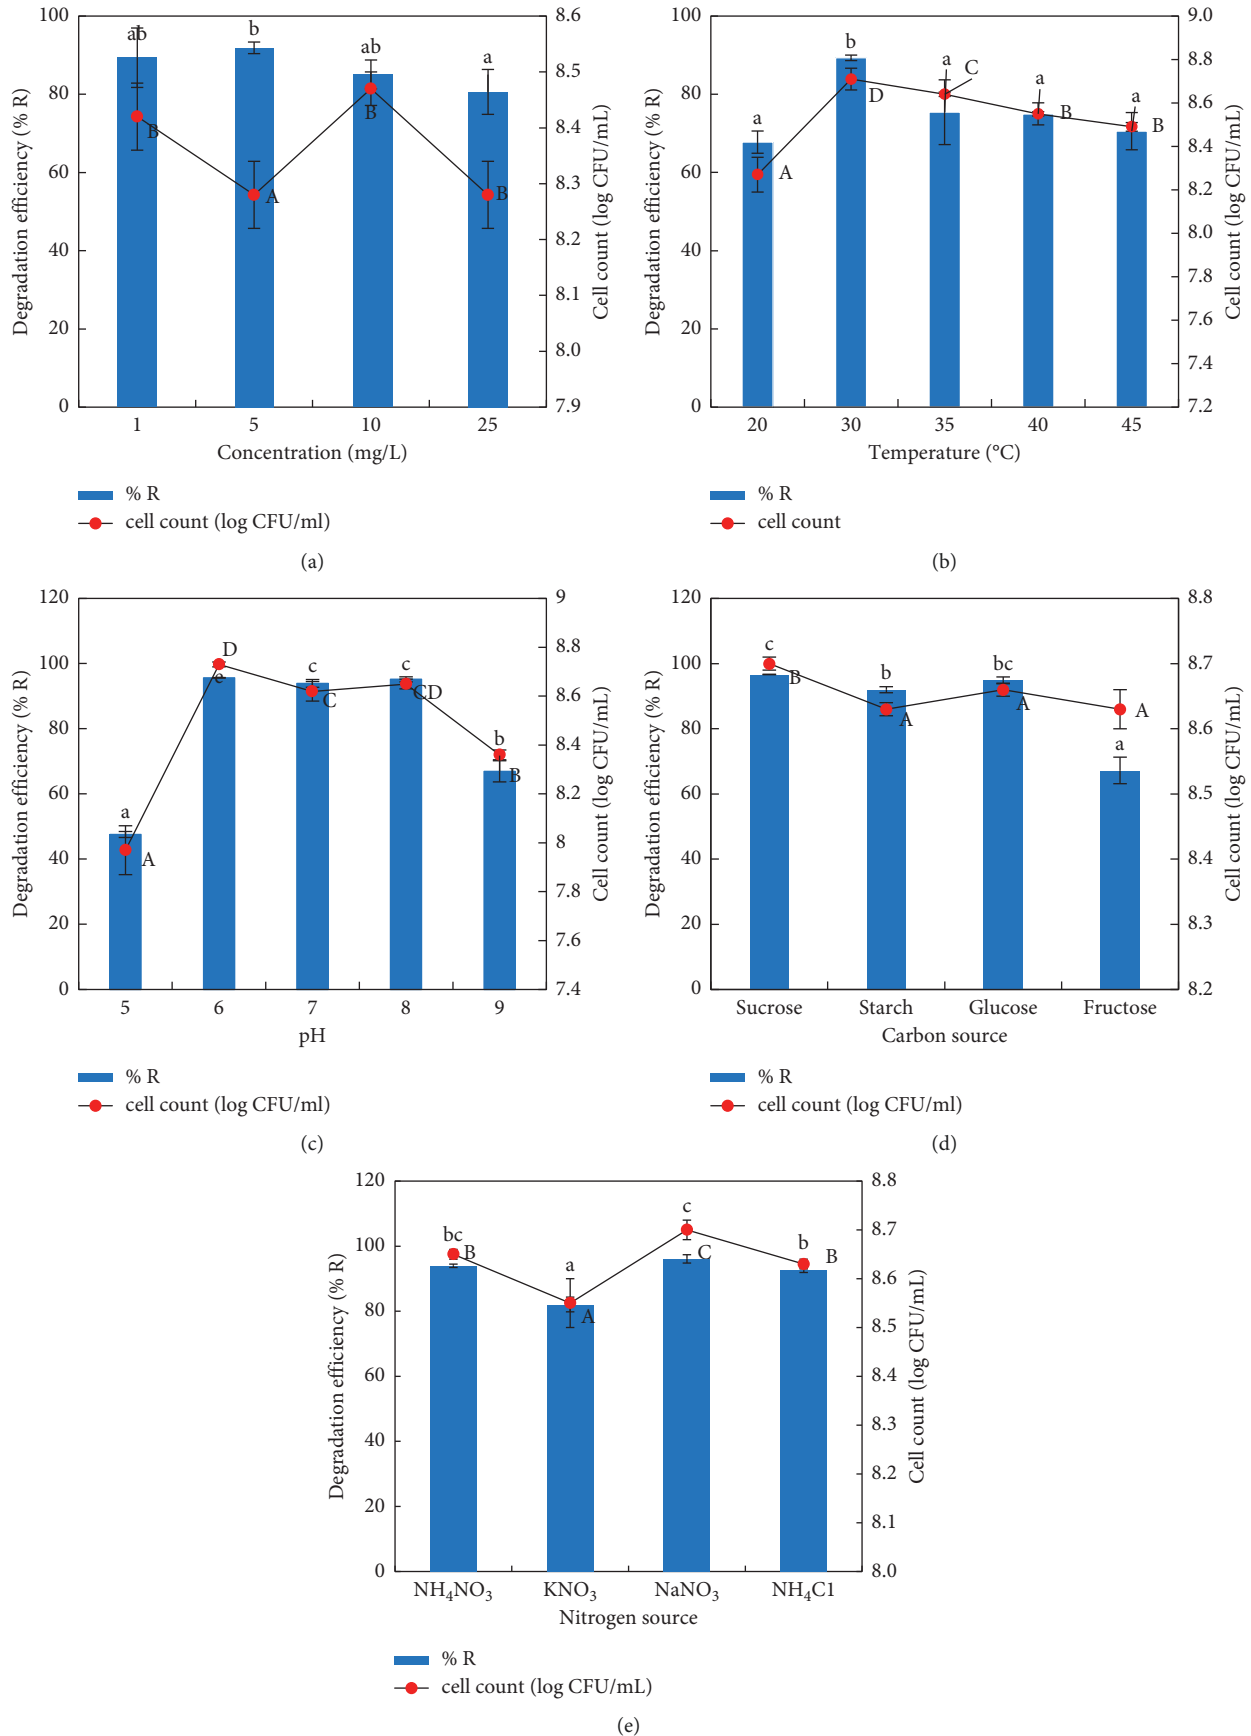 100
80
60
40
20
0
Degradation efficiency (% R)
ab
b
ab
a
B
A
B
B
8.6
8.5
8.4
8.3
8.2
8.1
8.0
7.9
Cell count (log CFU/mL)
1 5 10 25
Concentration (mg/L)
% R
cell count (log CFU/ml)
(a)
100
80
60
40
20
0
Degradation efficiency (% R)
a
b
a
a
a
A
D
C
B
B
9.0
8.8
8.6
8.4
8.2
8.0
7.8
7.6
7.4
7.2
Cell count (log CFU/mL)
20 30 35 40 45
Temperature (°C)
% R
cell count
(b)
120
100
80
60
40
20
0
Degradation efficiency (% R)
a
e
c
c
b
A
D
C
CD
B
9
8.8
8.6
8.4
8.2
8
7.8
7.6
7.4
Cell count (log CFU/mL)
5 6 7 8 9
pH
% R
cell count (log CFU/ml)
(c)
120
100
80
60
40
20
0
Degradation efficiency (% R)
c
b
bc
a
B
A
A
A
8.8
8.7
8.6
8.5
8.4
8.3
8.2
Cell count (log CFU/mL)
Sucrose Starch Glucose Fructose
Carbon source
% R
cell count (log CFU/ml)
(d)
120
100
80
60
40
20
0
Degradation efficiency (% R)
bc
a
c
b
B
A
C
B
8.8
8.7
8.6
8.5
8.4
8.3
8.2
8.1
8.0
Cell count (log CFU/mL)
NH₄NO₃ KNO₃ NaNO₃ NH₄C1
Nitrogen source
% R
cell count (log CFU/mL)
(e)